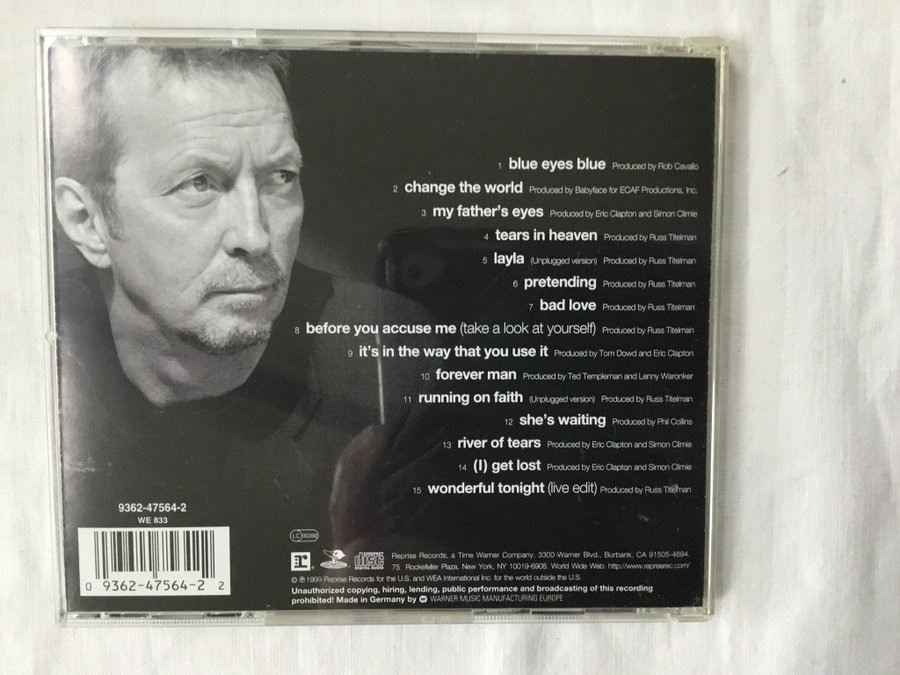 1 blue eyes blue Produced by Rob Cavallo
2 change the world Produced by Babyface for ECAF Productions, Inc.
3 my father's eyes Produced by Eric Clapton and Simon Climie
4 tears in heaven Produced by Russ Titelman
5 layla (Unplugged version) Produced by Russ Titelman
6 pretending Produced by Russ Titelman
7 bad love Produced by Russ Titelman
8 before you accuse me (take a look at yourself) Produced by Russ Titelman
9 it's in the way that you use it Produced by Tom Dowd and Eric Clapton
10 forever man Produced by Ted Templeman and Lenny Waronker
11 running on faith (Unplugged version) Produced by Russ Titelman
12 she's waiting Produced by Phil Collins
13 river of tears Produced by Eric Clapton and Simon Climie
14 (I) get lost Produced by Eric Clapton and Simon Climie
15 wonderful tonight (live edit) Produced by Russ Titelman
9362-47564-2
WE 833
0 9362-47564-2 2
LC 00392
r COMPACT disc DIGITAL AUDIO
Reprise Records, a Time Warner Company, 3300-Warner Blvd., Burbank, CA 91505-4694.
75 Rockefeller Plaza, New York, NY 10019-6908. World Wide Web: http://www.repriserec.com/
© ℗ 1999 Reprise Records for the U.S. and WEA International Inc. for the world outside the U.S.
Unauthorized copying, hiring, lending, public performance and broadcasting of this recording
prohibited! Made in Germany by WARNER MUSIC MANUFACTURING EUROPE